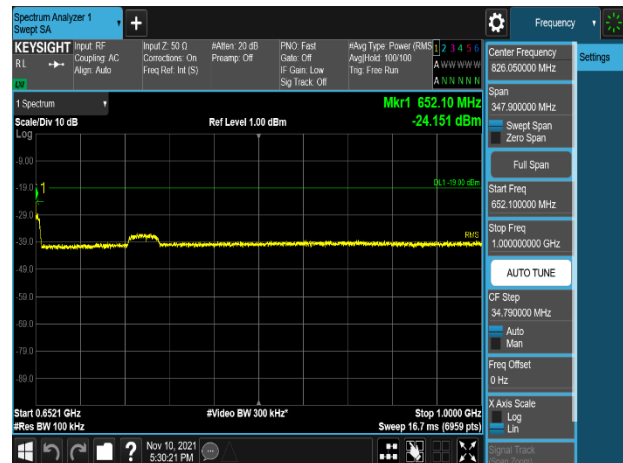 Spectrum Analyzer 1
Swept SA
Frequency
KEYSIGHT
Input: RF
Input Z: 50 Ω
#Atten: 20 dB
PNO: Fast
#Avg Type: Power (RMS
1 2 3 4 5 6
RL
Coupling: AC
Corrections: On
Preamp: Off
Gate: Off
Avg|Hold: 100/100
A W W W W W
Align: Auto
Freq Ref: Int (S)
IF Gain: Low
Trig: Free Run
Sig Track: Off
A N N N N N
LW
1 Spectrum
Mkr1 652.10 MHz
Scale/Div 10 dB
Ref Level 1.00 dBm
-24.151 dBm
Log
-9.00
-19.0
1
DL1 -19.00 dBm
-29.0
RMS
-39.0
-49.0
-59.0
-69.0
-79.0
-89.0
Start 0.6521 GHz
#Video BW 300 kHz*
Stop 1.0000 GHz
#Res BW 100 kHz
Sweep 16.7 ms (6959 pts)
Nov 10, 2021
5:30:21 PM
Center Frequency
826.050000 MHz
Settings
Span
347.900000 MHz
Swept Span
Zero Span
Full Span
Start Freq
652.100000 MHz
Stop Freq
1.000000000 GHz
AUTO TUNE
CF Step
34.790000 MHz
Auto
Man
Freq Offset
0 Hz
X Axis Scale
Log
Lin
Signal Track
(Span Zoom)